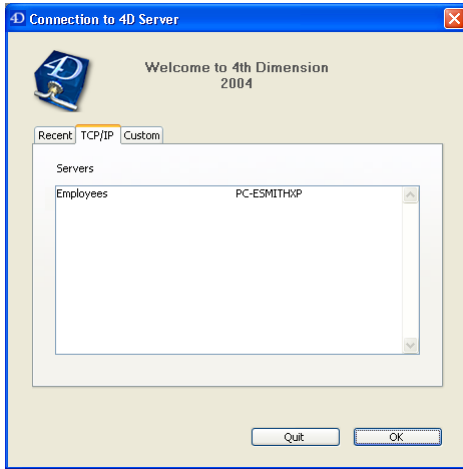 Connection to 4D Server
4D
Welcome to 4th Dimension
2004
Recent TCP/IP Custom
Servers
Employees PC-ESMITHXP
Quit OK